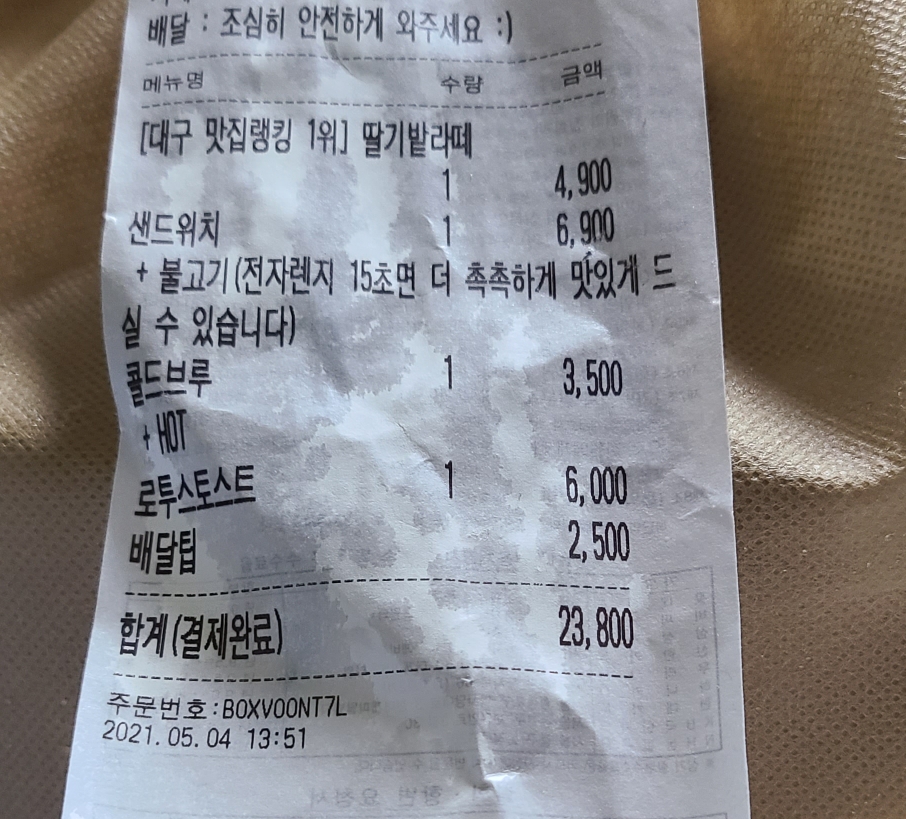 배달 : 조심히 안전하게 와주세요 :)
메뉴명 수량 금액
[대구 맛집랭킹 1위] 딸기밭라떼
1 4,900
샌드위치 1 6,900
+ 불고기(전자렌지 15초면 더 촉촉하게 맛있게 드
실 수 있습니다)
콜드브루 1 3,500
+ HOT
로투스토스트 1 6,000
배달팁 2,500
합계(결제완료) 23,800
주문번호:B0XV00NT7L
2021.05.04 13:51